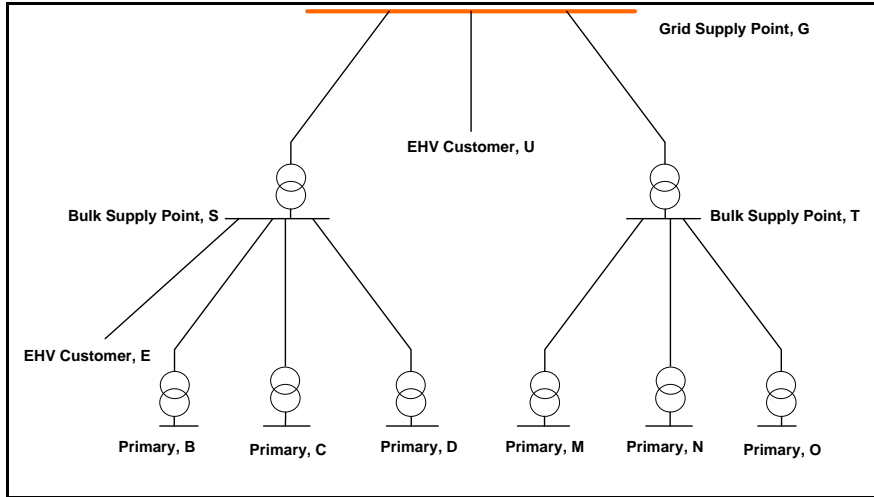 Grid Supply Point, G
EHV Customer, U
Bulk Supply Point, S
Bulk Supply Point, T
EHV Customer, E
Primary, B
Primary, C
Primary, D
Primary, M
Primary, N
Primary, O